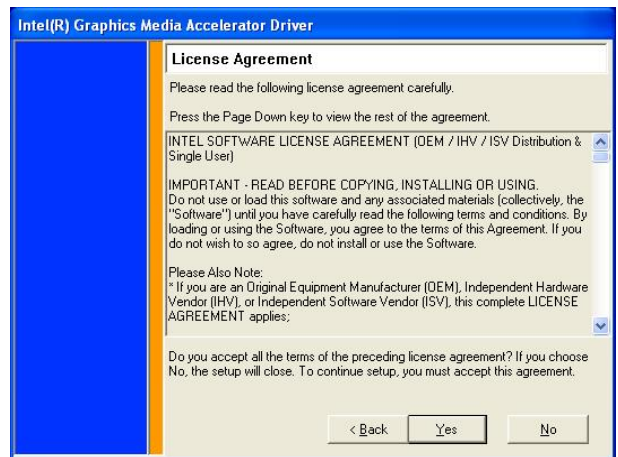 Intel(R) Graphics Media Accelerator Driver
License Agreement
Please read the following license agreement carefully.
Press the Page Down key to view the rest of the agreement.
INTEL SOFTWARE LICENSE AGREEMENT (OEM / IHV / ISV Distribution &
Single User)
IMPORTANT - READ BEFORE COPYING, INSTALLING OR USING.
Do not use or load this software and any associated materials (collectively, the
"Software") until you have carefully read the following terms and conditions. By
loading or using the Software, you agree to the terms of this Agreement. If you
do not wish to so agree, do not install or use the Software.
Please Also Note:
* If you are an Original Equipment Manufacturer (OEM), Independent Hardware
Vendor (IHV), or Independent Software Vendor (ISV), this complete LICENSE
AGREEMENT applies;
Do you accept all the terms of the preceding license agreement? If you choose
No, the setup will close. To continue setup, you must accept this agreement.
< Back Yes No